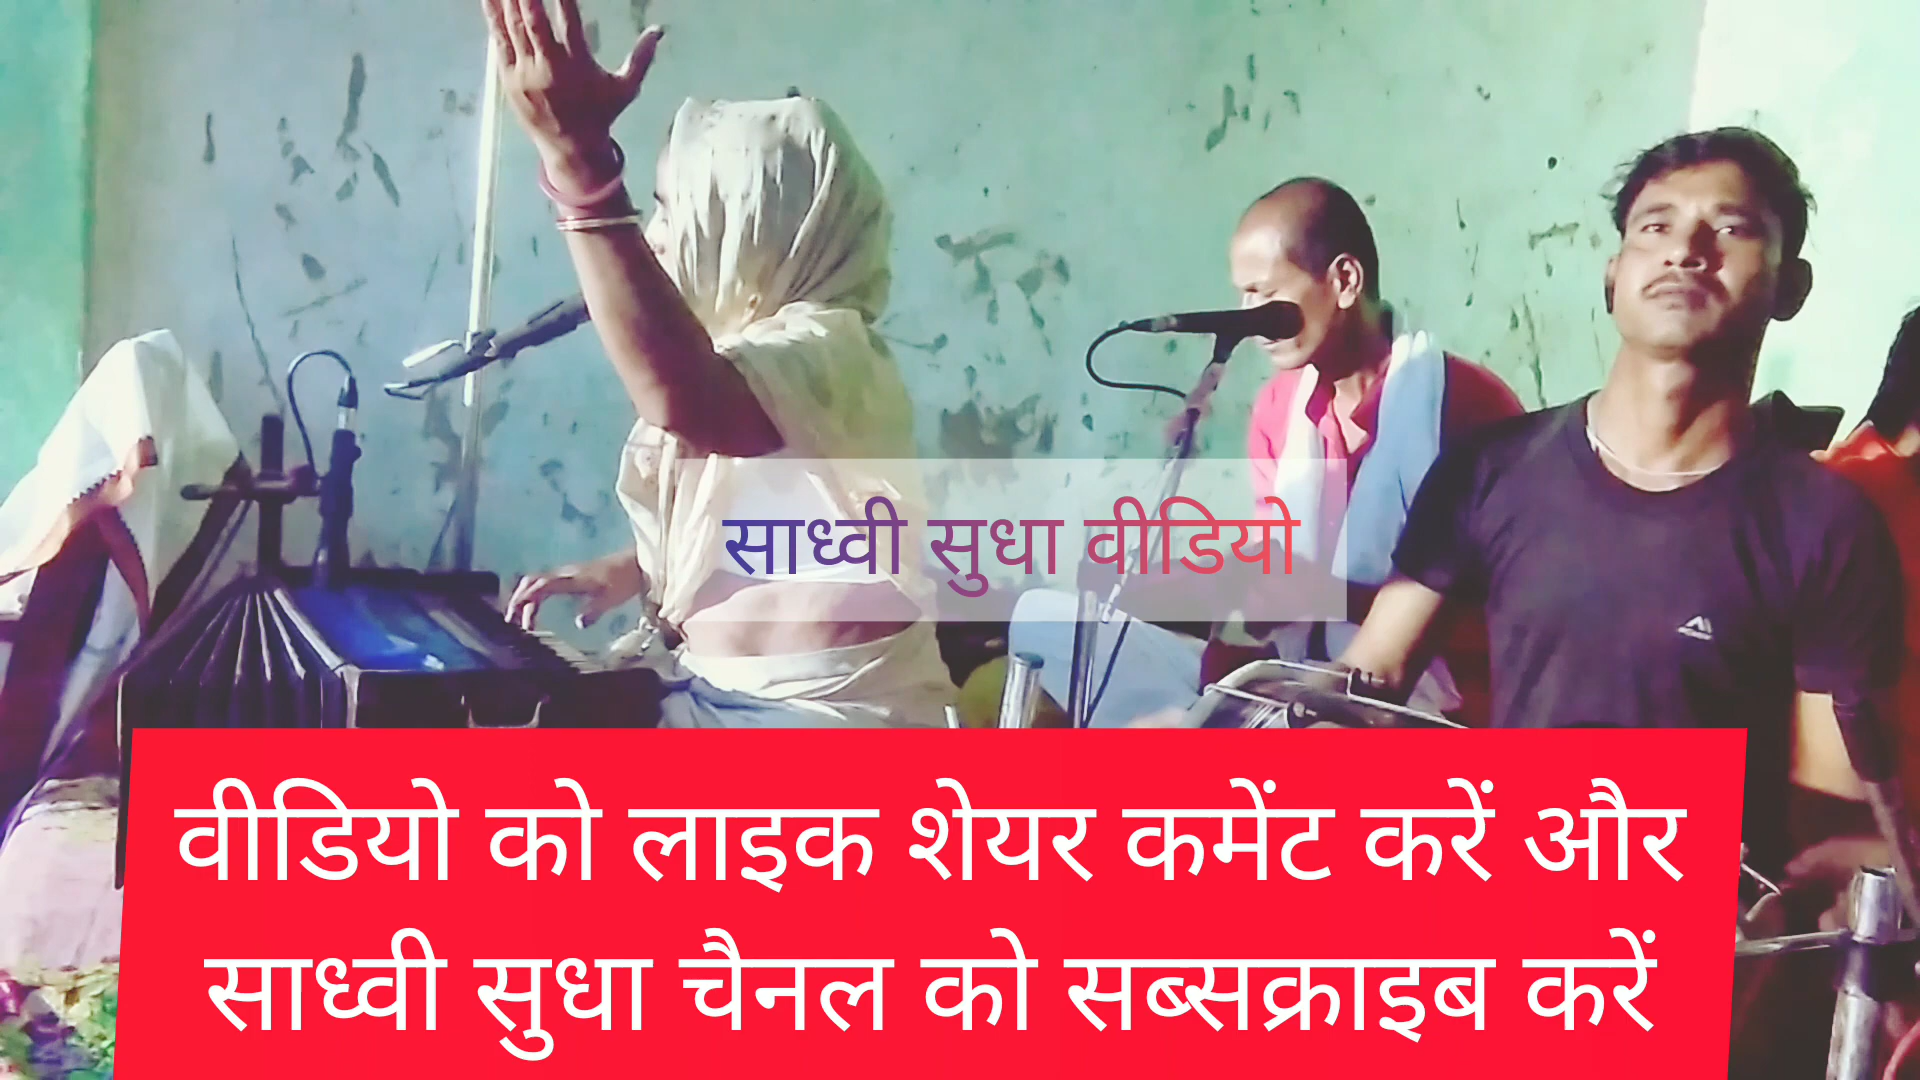 साध्वी सुधा वीडियो
वीडियो को लाइक शेयर कमेंट करें और
साध्वी सुधा चैनल को सब्सक्राइब करें